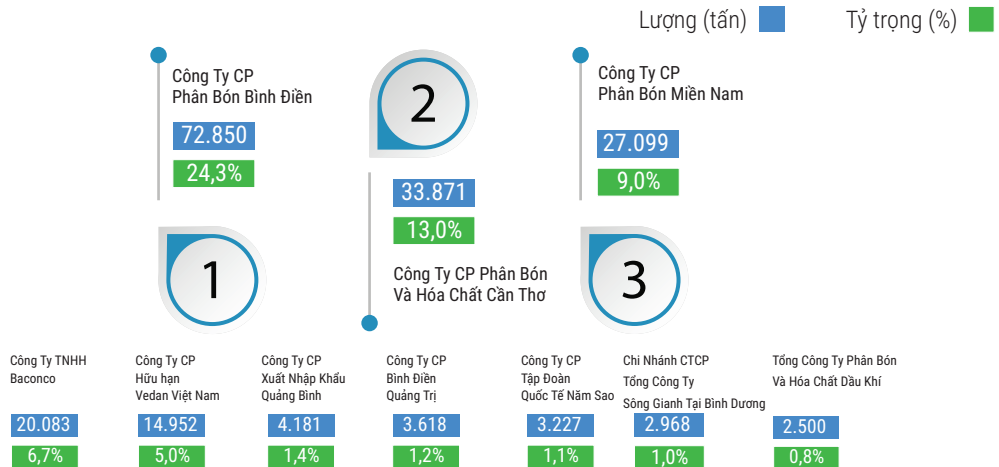 Lượng (tấn)
Tỷ trọng (%)
Công Ty CP
Phân Bón Bình Điền
72.850
24,3%
1
2
33.871
13,0%
Công Ty CP Phân Bón
Và Hóa Chất Cần Thơ
Công Ty CP
Phân Bón Miền Nam
27.099
9,0%
3
Công Ty TNHH
Baconco
20.083
6,7%
Công Ty CP
Hữu hạn
Vedan Việt Nam
14.952
5,0%
Công Ty CP
Xuất Nhập Khẩu
Quảng Bình
4.181
1,4%
Công Ty CP
Bình Điền
Quảng Trị
3.618
1,2%
Công Ty CP
Tập Đoàn
Quốc Tế Năm Sao
3.227
1,1%
Chi Nhánh CTCP
Tổng Công Ty
Sông Gianh Tại Bình Dương
2.968
1,0%
Tổng Công Ty Phân Bón
Và Hóa Chất Dầu Khí
2.500
0,8%